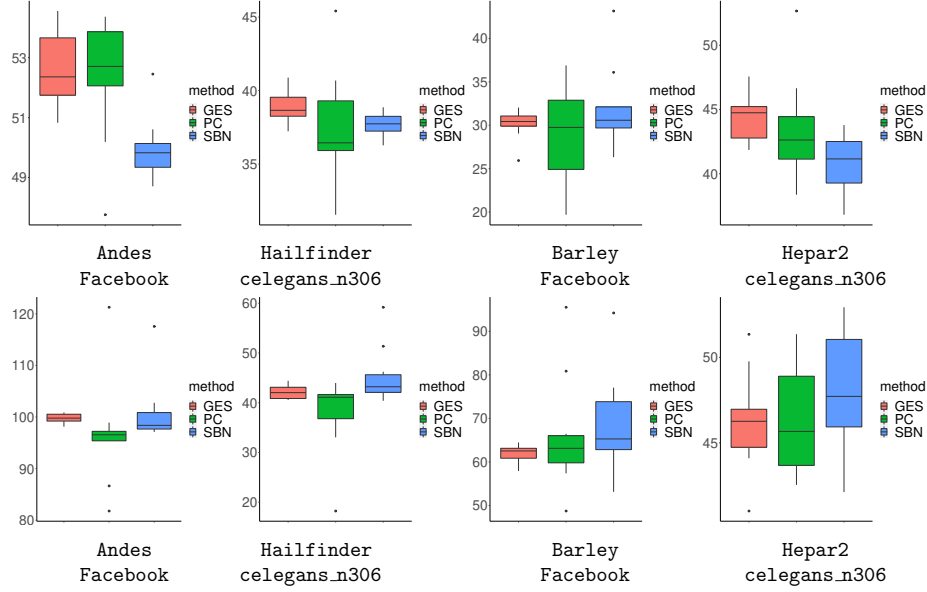 53
51
49
method
GES
PC
SBN
45
40
35
method
GES
PC
SBN
40
35
30
25
20
method
GES
PC
SBN
50
45
40
method
GES
PC
SBN
Andes
Facebook
Hailfinder
celegans_n306
Barley
Facebook
Hepar2
celegans_n306
120
110
100
90
80
method
GES
PC
SBN
60
50
40
30
20
method
GES
PC
SBN
90
80
70
60
50
method
GES
PC
SBN
50
45
method
GES
PC
SBN
Andes
Facebook
Hailfinder
celegans_n306
Barley
Facebook
Hepar2
celegans_n306